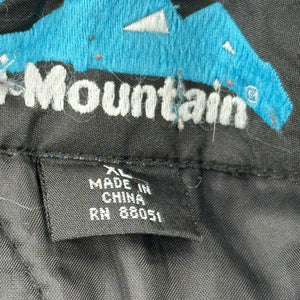 Mountain®
XL
MADE IN
CHINA
RN 88051